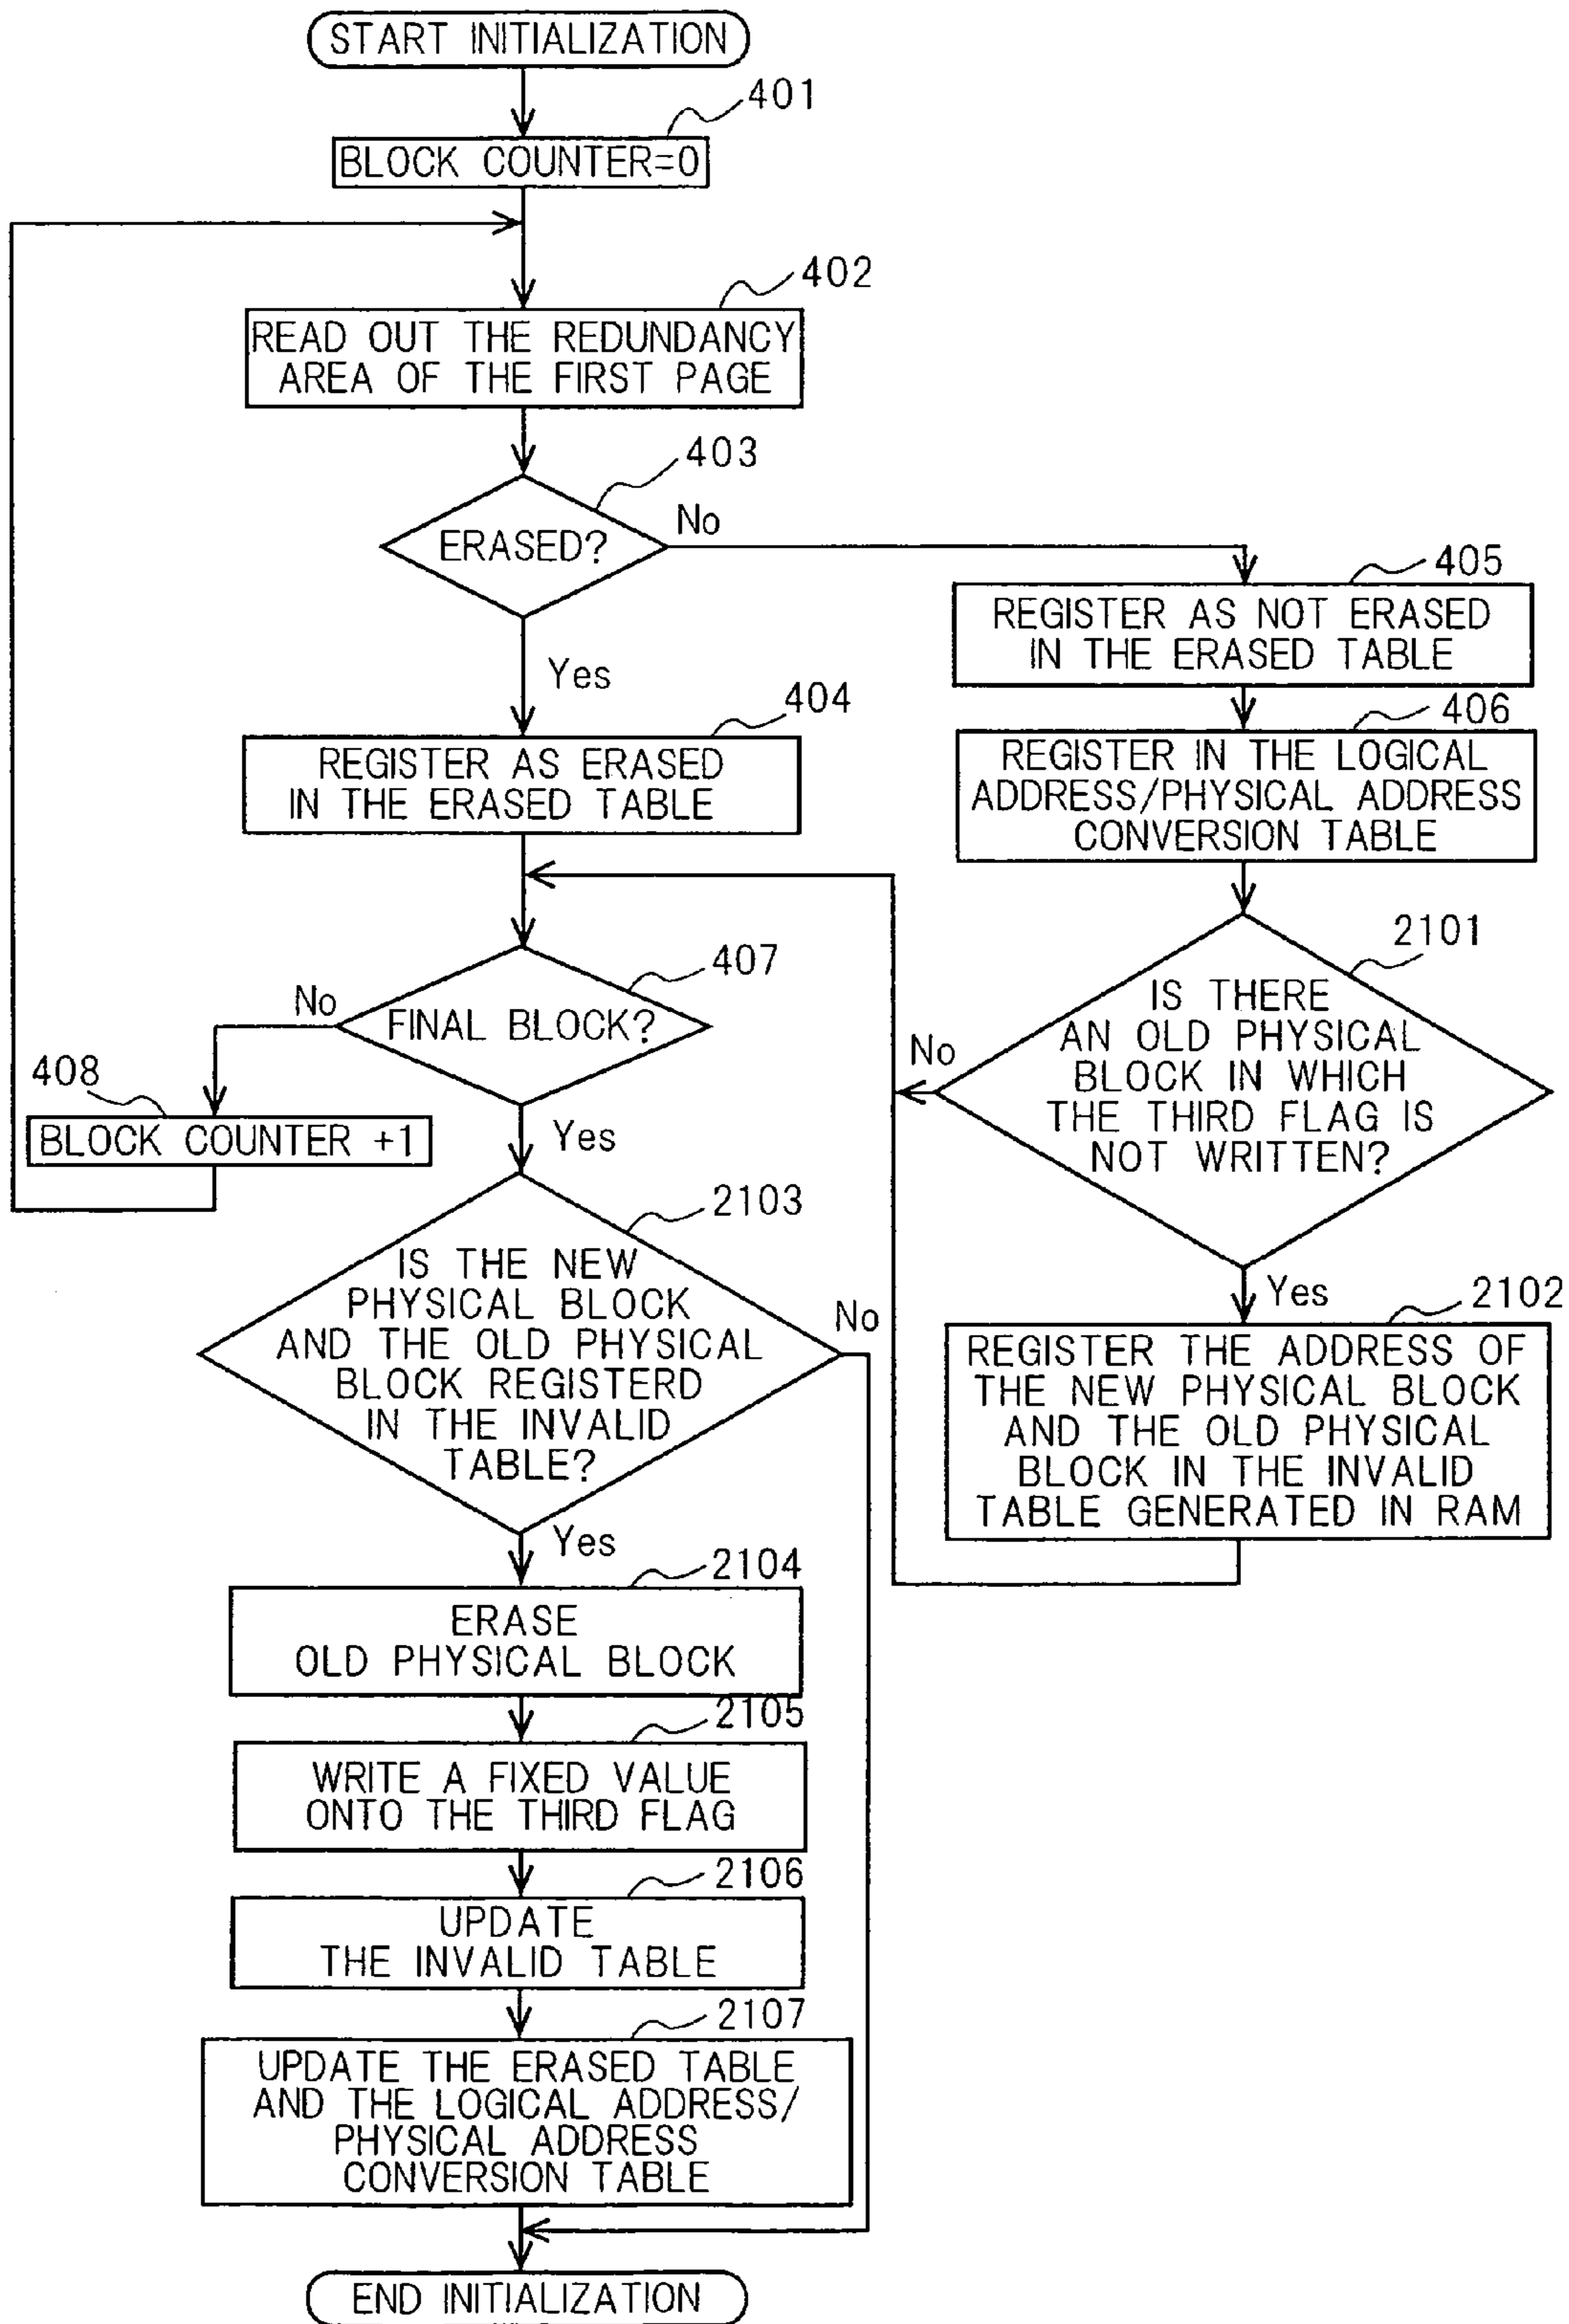 START INITIALIZATION
401
BLOCK COUNTER=0
402
READ OUT THE REDUNDANCY
AREA OF THE FIRST PAGE
403
ERASED?
No
Yes
405
REGISTER AS NOT ERASED
IN THE ERASED TABLE
404
REGISTER AS ERASED
IN THE ERASED TABLE
406
REGISTER IN THE LOGICAL
ADDRESS/PHYSICAL ADDRESS
CONVERSION TABLE
407
FINAL BLOCK?
No
Yes
408
BLOCK COUNTER +1
2101
IS THERE
AN OLD PHYSICAL
BLOCK IN WHICH
THE THIRD FLAG IS
NOT WRITTEN?
No
Yes
2102
REGISTER THE ADDRESS OF
THE NEW PHYSICAL BLOCK
AND THE OLD PHYSICAL
BLOCK IN THE INVALID
TABLE GENERATED IN RAM
2103
IS THE NEW
PHYSICAL BLOCK
AND THE OLD PHYSICAL
BLOCK REGISTERD
IN THE INVALID
TABLE?
No
Yes
2104
ERASE
OLD PHYSICAL BLOCK
2105
WRITE A FIXED VALUE
ONTO THE THIRD FLAG
2106
UPDATE
THE INVALID TABLE
2107
UPDATE THE ERASED TABLE
AND THE LOGICAL ADDRESS/
PHYSICAL ADDRESS
CONVERSION TABLE
END INITIALIZATION